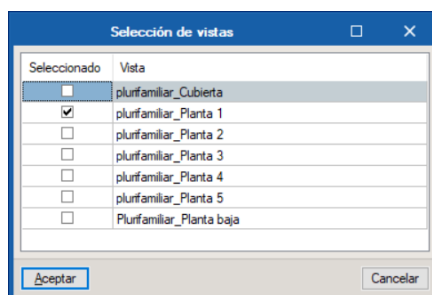 Selección de vistas
Seleccionado Vista
plurifamiliar_Cubierta
plurifamiliar_Planta 1
plurifamiliar_Planta 2
plurifamiliar_Planta 3
plurifamiliar_Planta 4
plurifamiliar_Planta 5
Plurifamiliar_Planta baja
Aceptar Cancelar